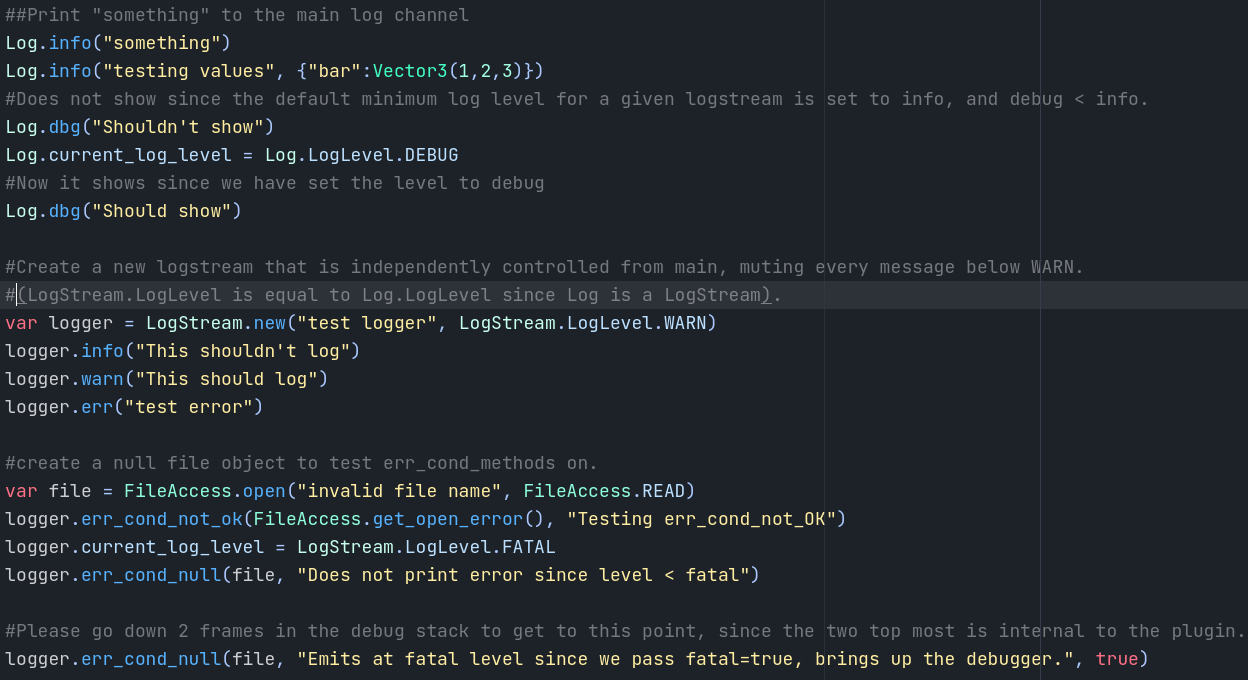 ##Print "something" to the main log channel
Log.info("something")
Log.info("testing values", {"bar":Vector3(1,2,3)})
#Does not show since the default minimum log level for a given logstream is set to info, and debug < info.
Log.dbg("Shouldn't show")
Log.current_log_level = Log.LogLevel.DEBUG
#Now it shows since we have set the level to debug
Log.dbg("Should show")
#Create a new logstream that is independently controlled from main, muting every message below WARN.
#(LogStream.LogLevel is equal to Log.LogLevel since Log is a LogStream).
var logger = LogStream.new("test logger", LogStream.LogLevel.WARN)
logger.info("This shouldn't log")
logger.warn("This should log")
logger.err("test error")
#create a null file object to test err_cond_methods on.
var file = FileAccess.open("invalid file name", FileAccess.READ)
logger.err_cond_not_ok(FileAccess.get_open_error(), "Testing err_cond_not_OK")
logger.current_log_level = LogStream.LogLevel.FATAL
logger.err_cond_null(file, "Does not print error since level < fatal")
#Please go down 2 frames in the debug stack to get to this point, since the two top most is internal to the plugin.
logger.err_cond_null(file, "Emits at fatal level since we pass fatal=true, brings up the debugger.", true)